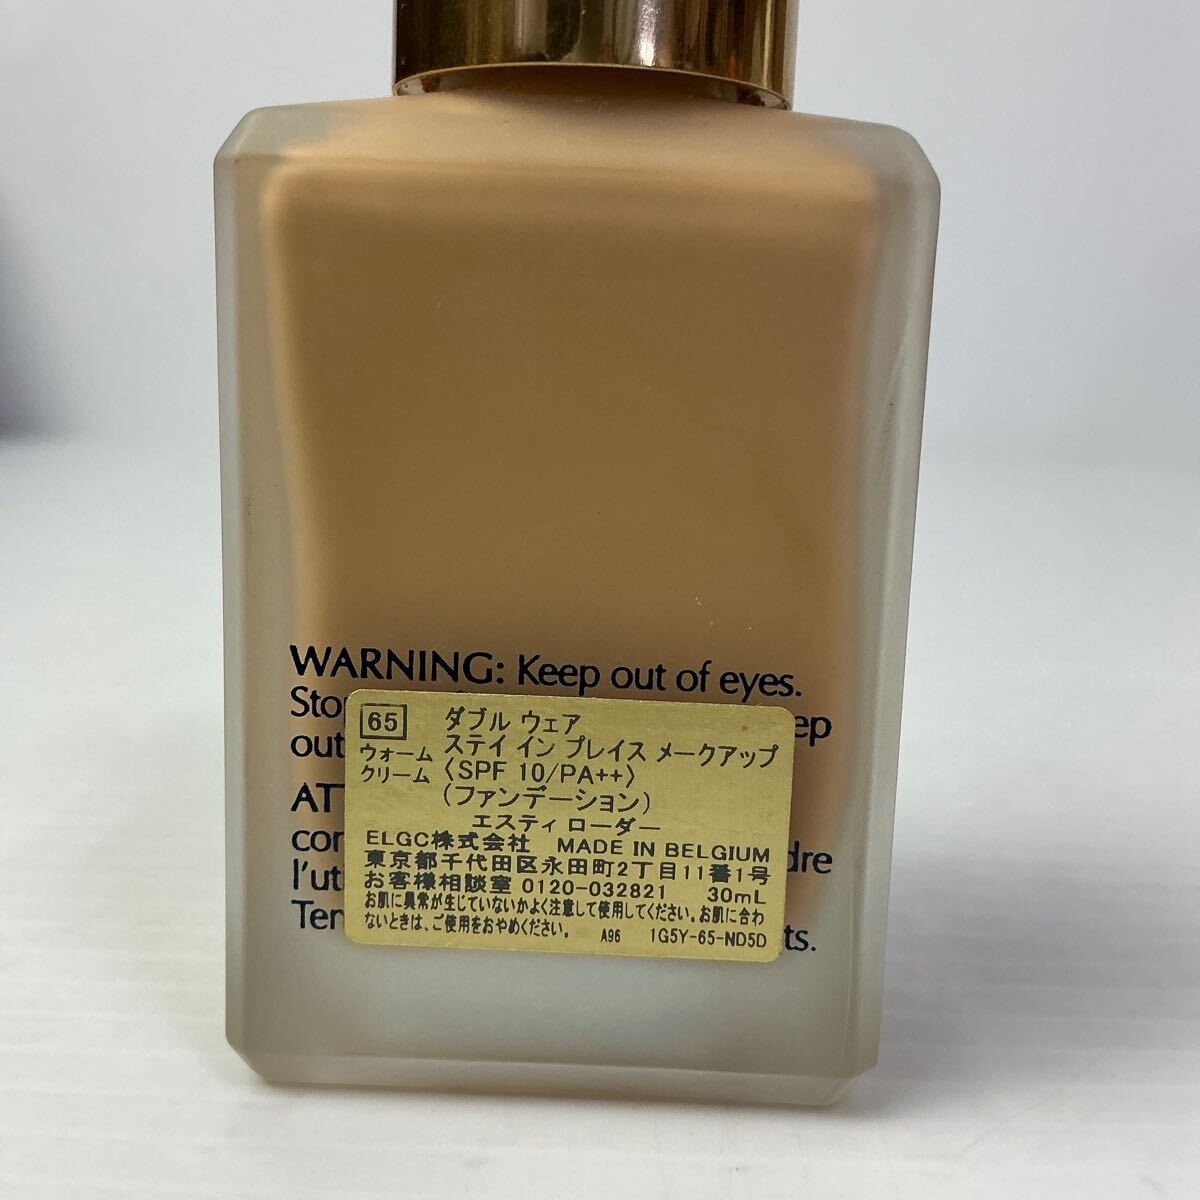 WARNING: Keep out of eyes.
65
ウォーム
クリーム
ダブル ウェア
ステイ イン プレイス メークアップ
〈SPF 10/PA++〉
(ファンデーション)
エスティ ローダー
ELGC株式会社 MADE IN BELGIUM
東京都千代田区永田町2丁目11番1号
お客様相談室 0120-032821 30mL
お肌に異常が生じていないかよく注意して使用してください。お肌に合わ
ないときは、ご使用をおやめください。 A96 1G5Y-65-ND5D